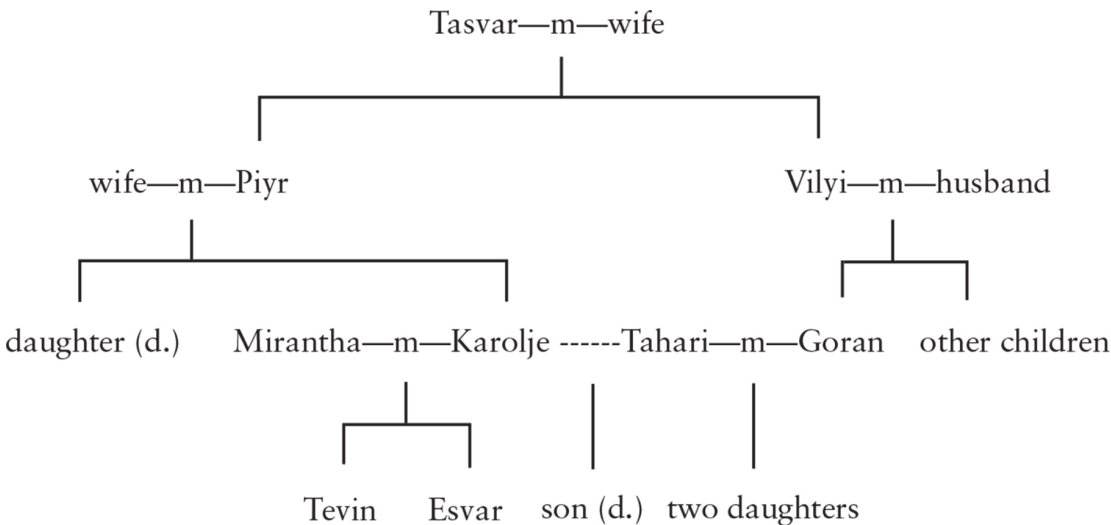 Tasvar—m—wife
wife—m—Piyr Vilyi—m—husband
daughter (d.) Mirantha—m—Karolje ------Tahari—m—Goran other children
Tevin Esvar son (d.) two daughters